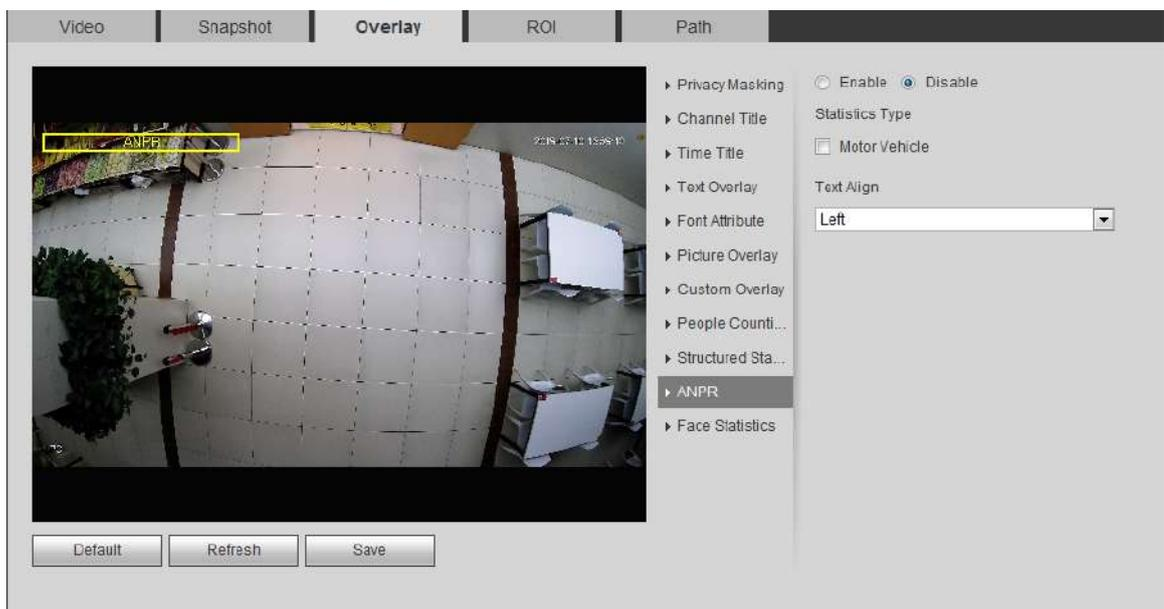 Video Snapshot Overlay ROI Path
ANPR
Privacy Masking
Channel Title
Time Title
Text Overlay
Font Attribute
Picture Overlay
Custom Overlay
People Counti...
Structured Sta...
ANPR
Face Statistics
Enable Disable
Statistics Type
Motor Vehicle
Text Align
Left
Default Refresh Save